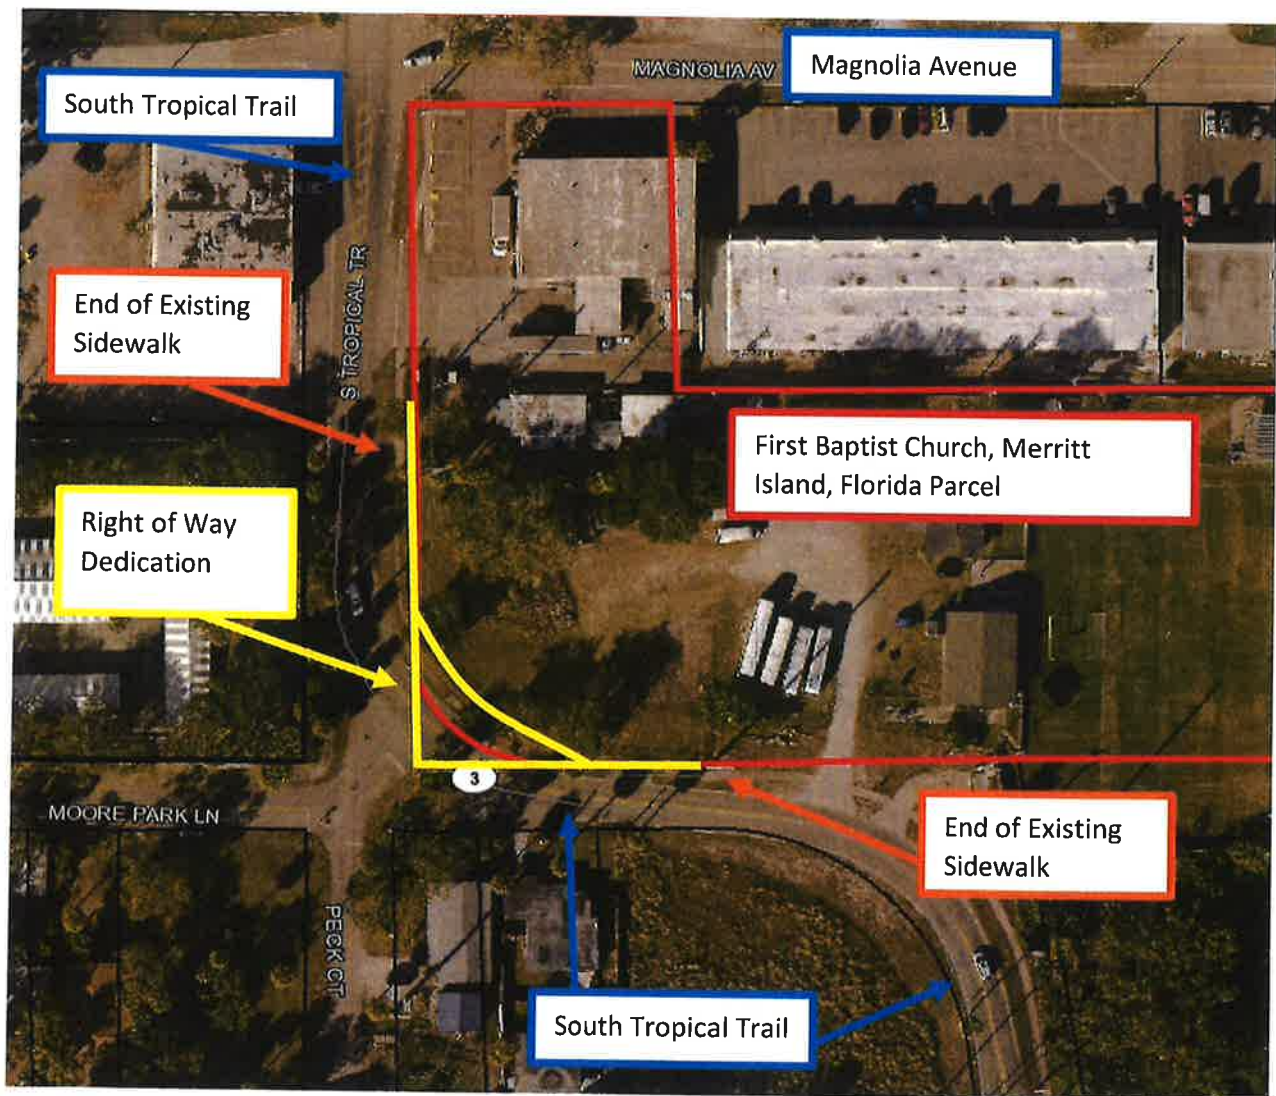 MAGNOLIA AV
Magnolia Avenue
South Tropical Trail
S TROPICAL TR
End of Existing
Sidewalk
First Baptist Church, Merritt
Island, Florida Parcel
Right of Way
Dedication
3
MOORE PARK LN
End of Existing
Sidewalk
PECK CT
South Tropical Trail